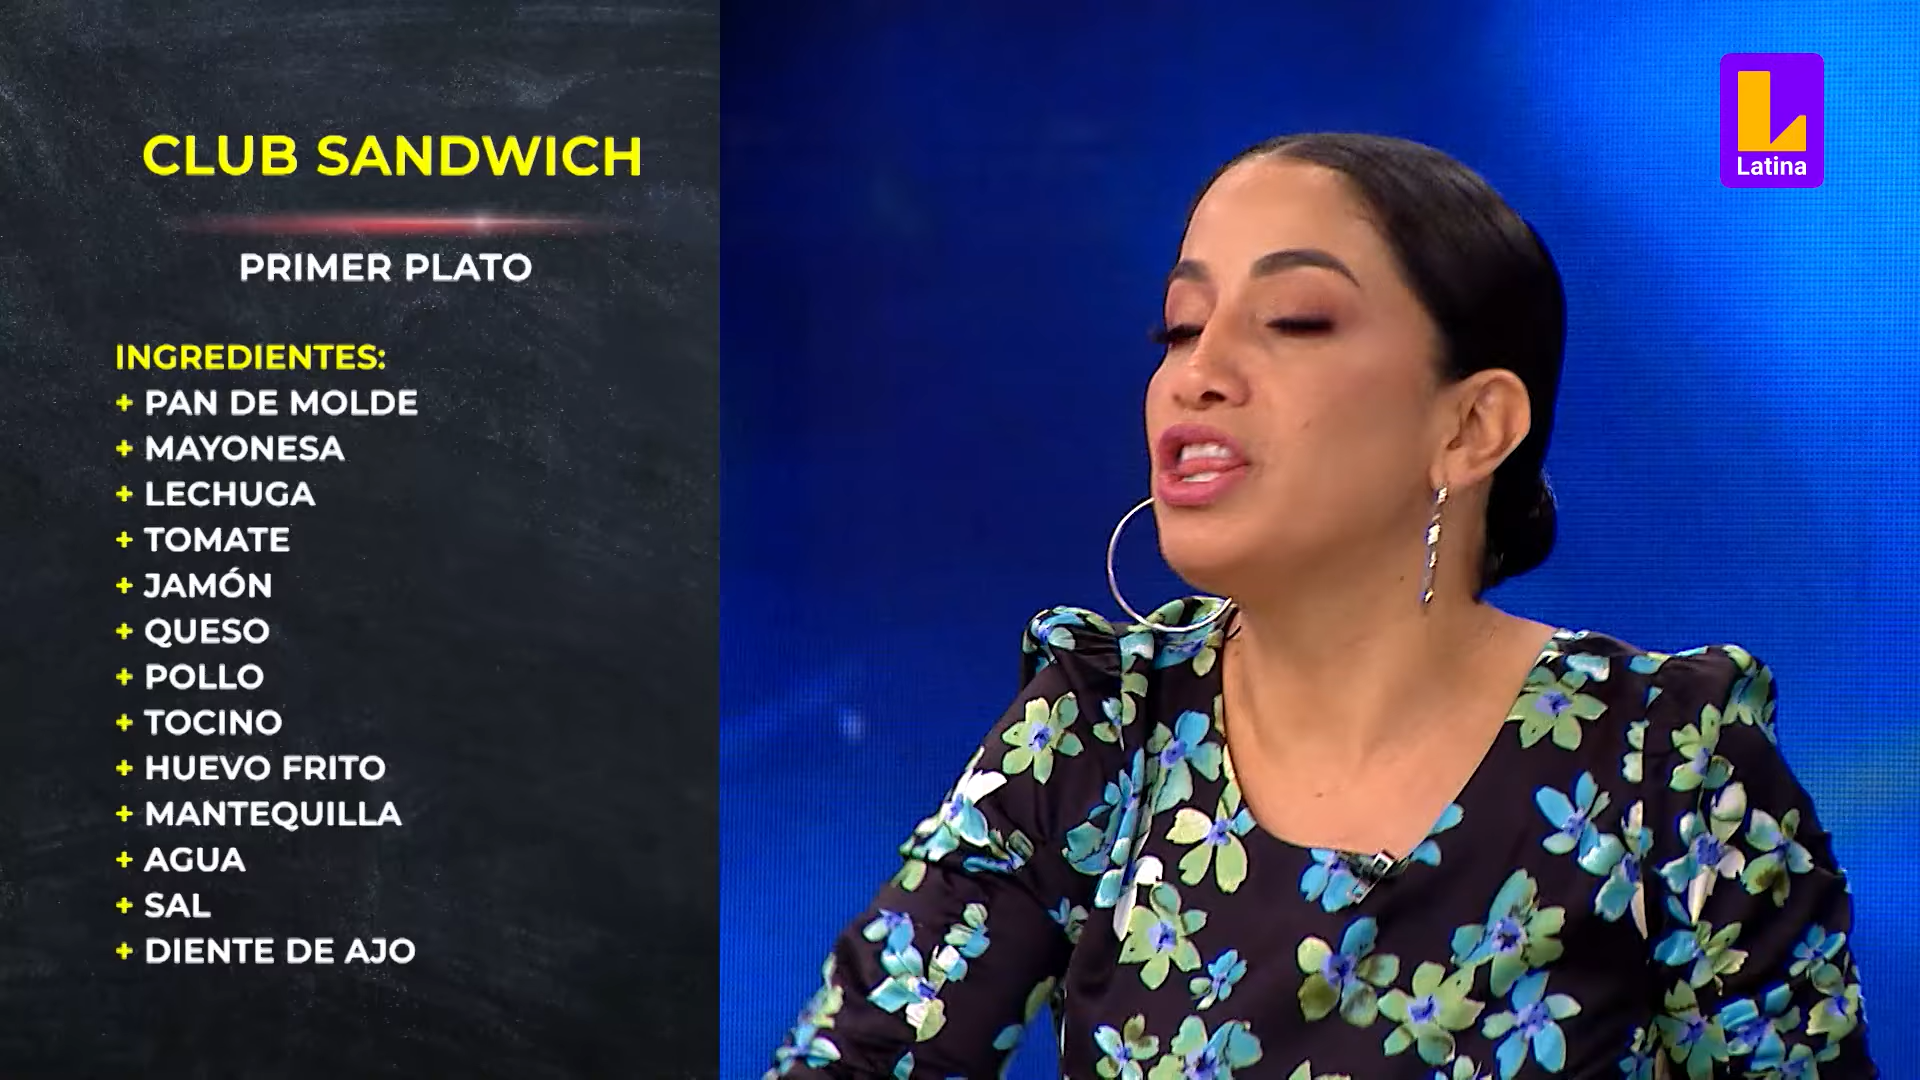 CLUB SANDWICH
PRIMER PLATO
INGREDIENTES:
+ PAN DE MOLDE
+ MAYONESA
+ LECHUGA
+ TOMATE
+ JAMÓN
+ QUESO
+ POLLO
+ TOCINO
+ HUEVO FRITO
+ MANTEQUILLA
+ AGUA
+ SAL
+ DIENTE DE AJO
Latina